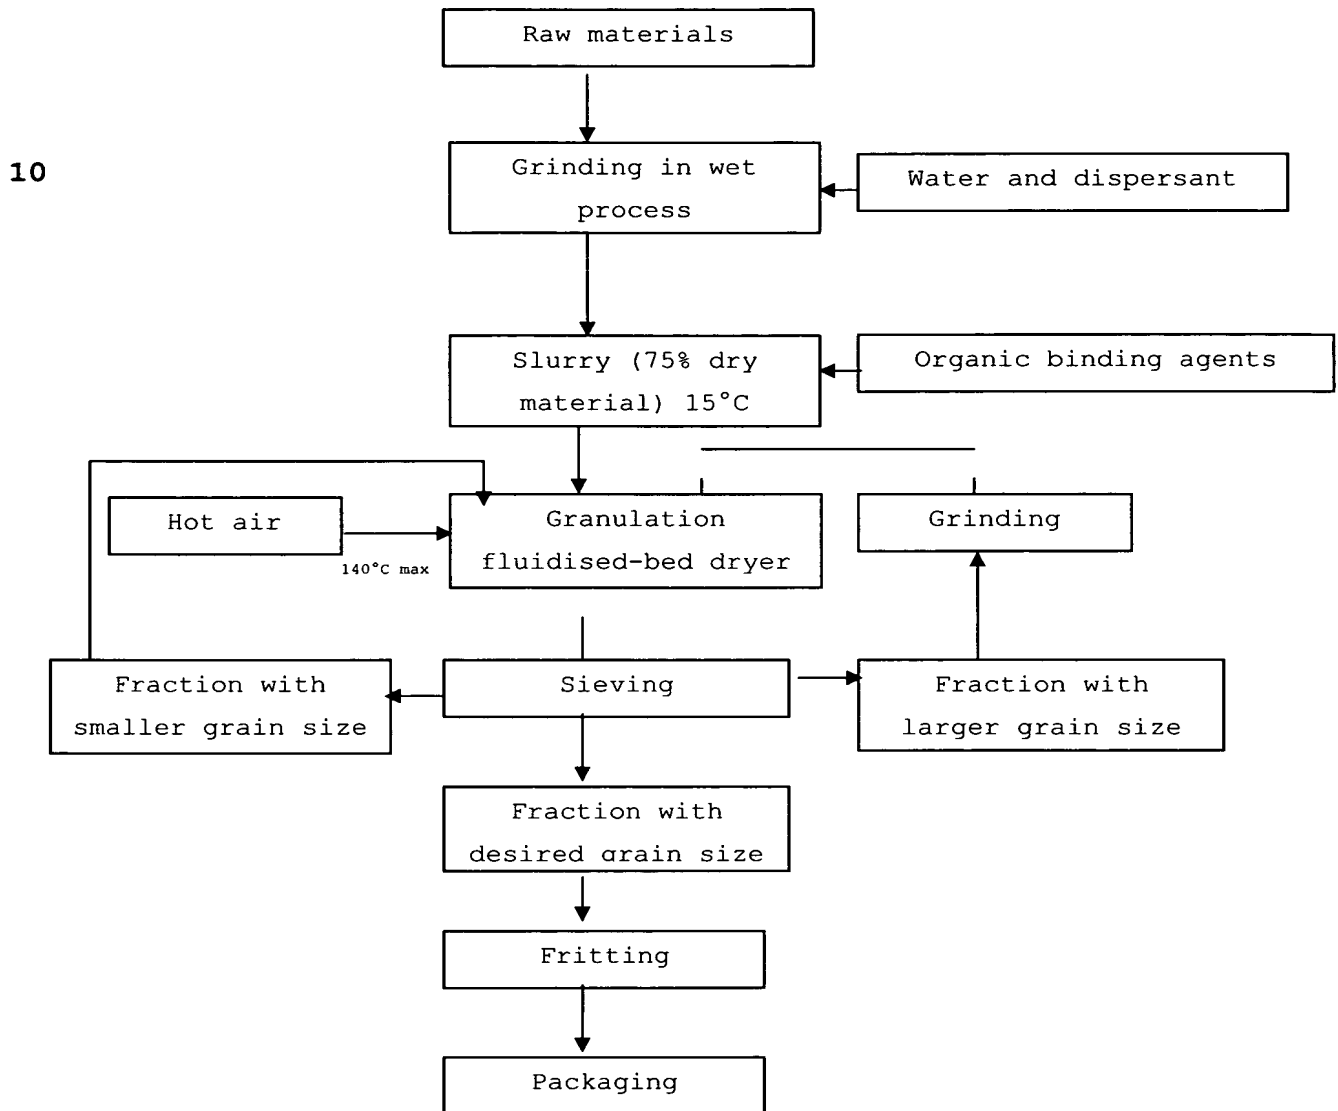 Raw materials
10
Grinding in wet
process
Water and dispersant
Slurry (75% dry
material) 15°C
Organic binding agents
Hot air
140°C max
Granulation
fluidised-bed dryer
Grinding
Fraction with
smaller grain size
Sieving
Fraction with
larger grain size
Fraction with
desired grain size
Fritting
Packaging